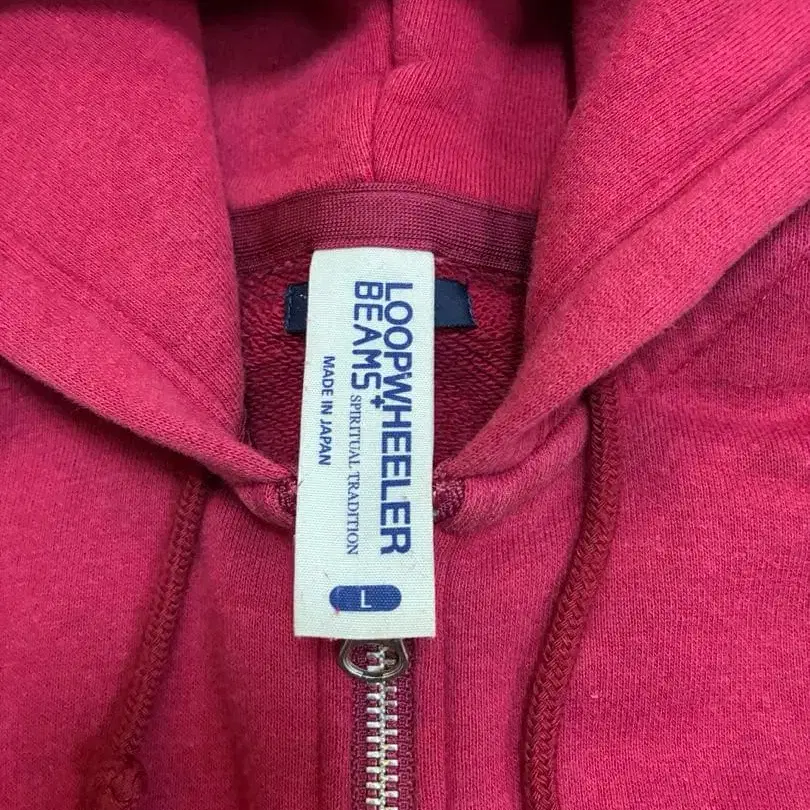 LOOPWHEELER
SPIRITUAL TRADITION
BEAMS+
MADE IN JAPAN
L